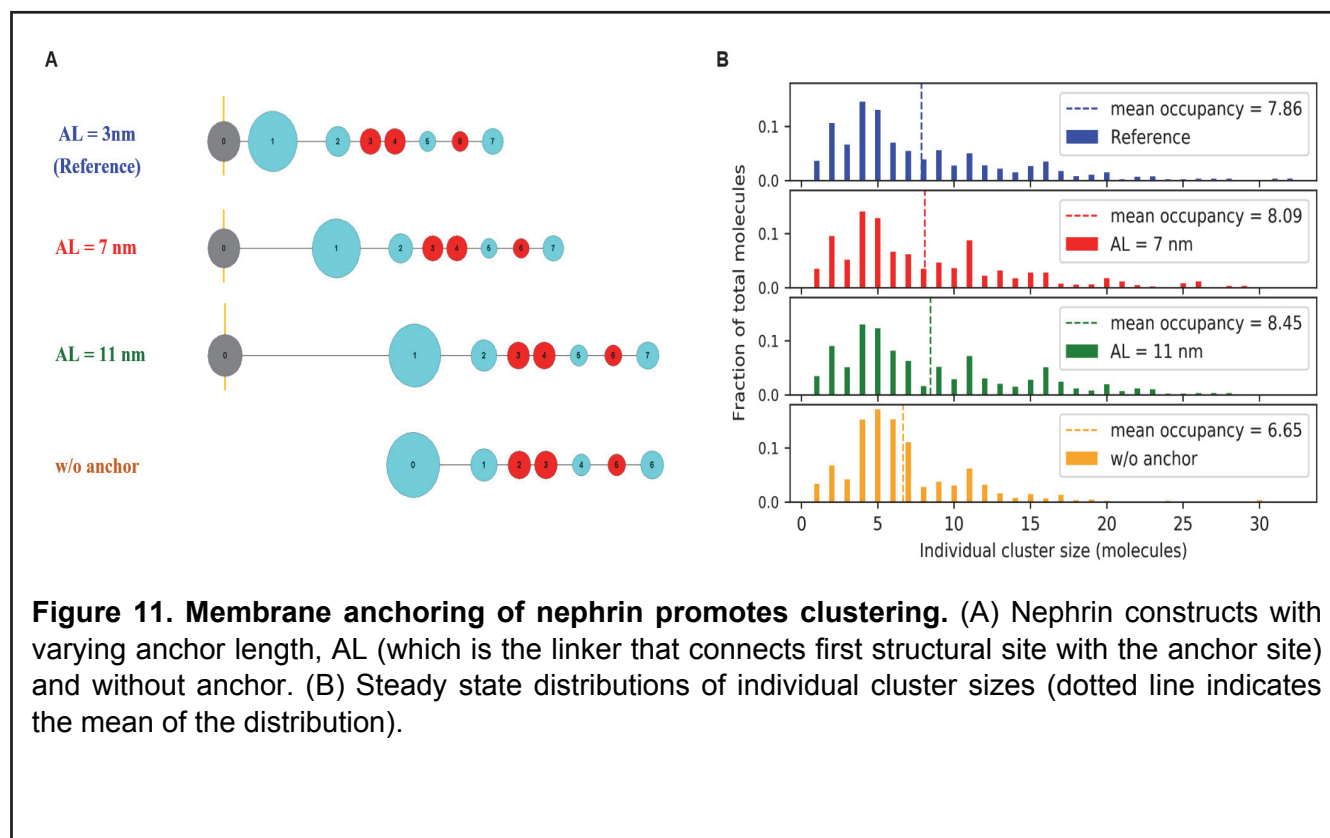 A
AL = 3nm
(Reference)
0 1 2 3 4 5 6 7
AL = 7 nm
0 1 2 3 4 5 6 7
AL = 11 nm
0 1 2 3 4 5 6 7
w/o anchor
0 1 2 3 4 5 6
B
Fraction of total molecules
0.1
0.0
mean occupancy = 7.86
Reference
0.1
0.0
mean occupancy = 8.09
AL = 7 nm
0.1
0.0
mean occupancy = 8.45
AL = 11 nm
0.1
0.0
mean occupancy = 6.65
w/o anchor
0 5 10 15 20 25 30
Individual cluster size (molecules)
Figure 11. Membrane anchoring of nephrin promotes clustering. (A) Nephrin constructs with
varying anchor length, AL (which is the linker that connects first structural site with the anchor site)
and without anchor. (B) Steady state distributions of individual cluster sizes (dotted line indicates
the mean of the distribution).